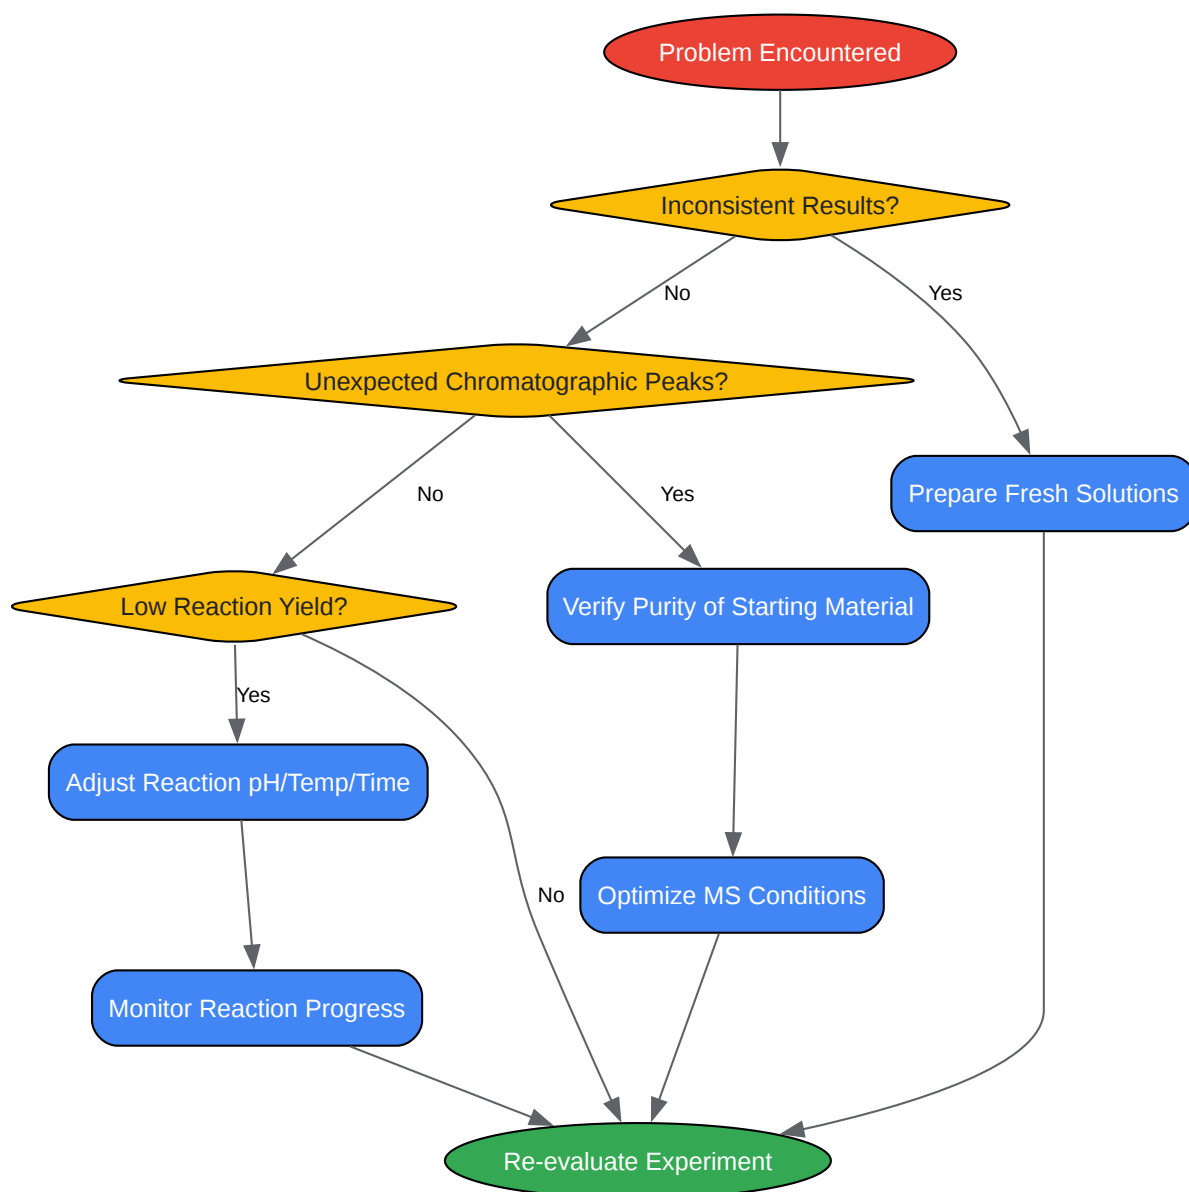 Problem Encountered
Inconsistent Results?
No
Yes
Unexpected Chromatographic Peaks?
No
Yes
Prepare Fresh Solutions
Low Reaction Yield?
Verify Purity of Starting Material
Yes
Adjust Reaction pH/Temp/Time
No
Optimize MS Conditions
Monitor Reaction Progress
Re-evaluate Experiment